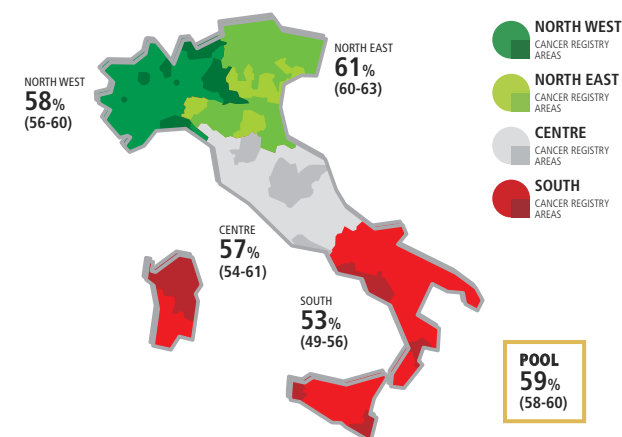 NORTH WEST
58%
(56-60)
NORTH EAST
61%
(60-63)
CENTRE
57%
(54-61)
SOUTH
53%
(49-56)
NORTH WEST
CANCER REGISTRY
AREAS
NORTH EAST
CANCER REGISTRY
AREAS
CENTRE
CANCER REGISTRY
AREAS
SOUTH
CANCER REGISTRY
AREAS
POOL
59%
(58-60)